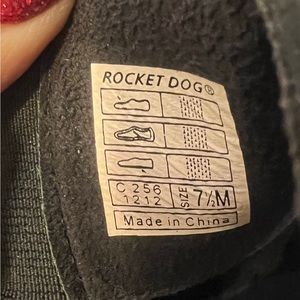 ROCKET DOG®
C 256
1212
SIZE
7½M
Made in China